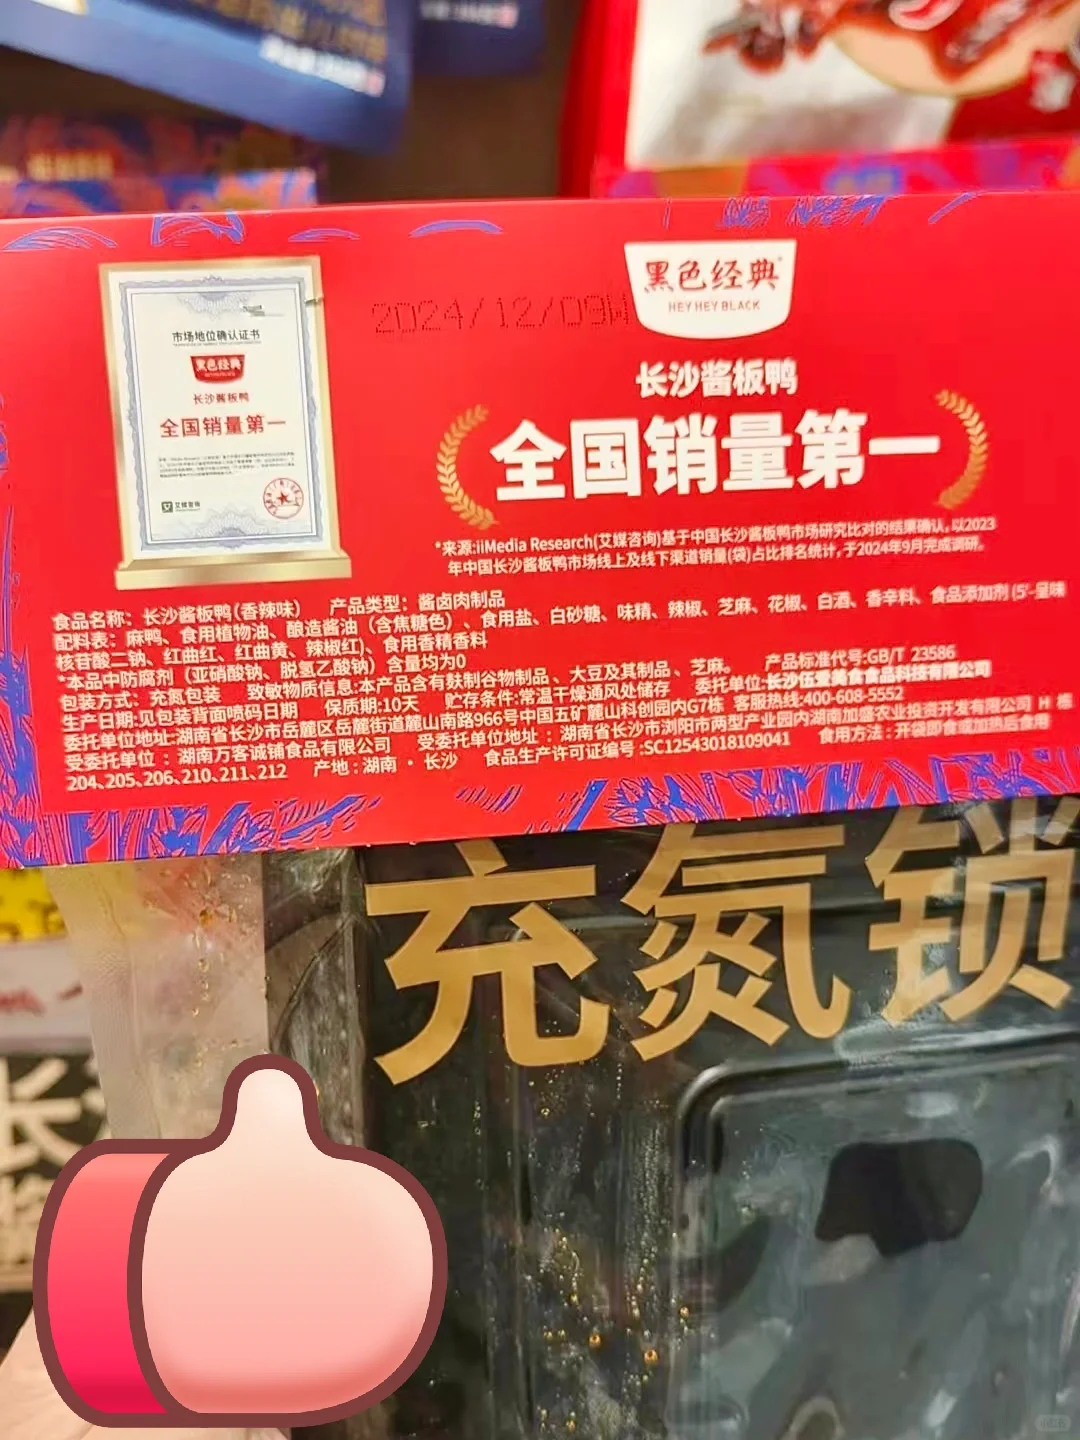 黑色经典
HEY HEY BLACK
2024/12/09
长沙酱板鸭
全国销量第一
*来源:iiMedia Research(艾媒咨询)基于中国长沙酱板鸭市场研究比对的结果确认,以2023
年中国长沙酱板鸭市场线上及线下渠道销量(袋)占比排名统计,于2024年9月完成调研。
市场地位确认证书
黑色经典
长沙酱板鸭
全国销量第一
艾媒咨询
食品名称：长沙酱板鸭(香辣味) 产品类型：酱卤肉制品
配料表：麻鸭、食用植物油、酿造酱油（含焦糖色）、食用盐、白砂糖、味精、辣椒、芝麻、花椒、白酒、香辛料、食品添加剂 (5'-呈味
核苷酸二钠、红曲红、红曲黄、辣椒红)、食用香精香料
*本品中防腐剂（亚硝酸钠、脱氢乙酸钠）含量均为0
包装方式：充氮包装 致敏物质信息:本产品含有麸制谷物制品、大豆及其制品、芝麻。 产品标准代号:GB/T 23586
生产日期:见包装背面喷码日期 保质期:10天 贮存条件:常温干燥通风处储存 委托单位:长沙伍爱美食食品科技有限公司
委托单位地址:湖南省长沙市岳麓区岳麓街道麓山南路966号中国五矿麓山科创园内G7栋 客服热线:400-608-5552
受委托单位：湖南万客诚铺食品有限公司 受委托单位地址：湖南省长沙市浏阳市两型产业园内湖南加盛农业投资开发有限公司 H 栋
204、205、206、210、211、212 产地：湖南·长沙 食品生产许可证编号:SC12543018109041 食用方法：开袋即食或加热后食用
充氮锁